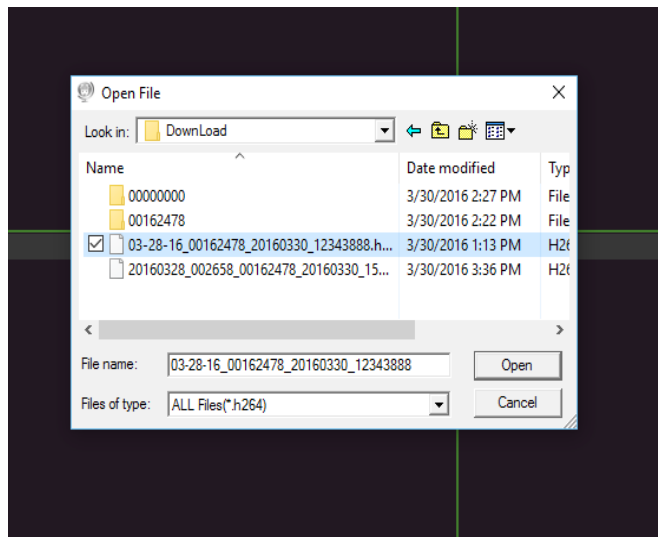 Open File
Look in: DownLoad
Name Date modified Typ
00000000 3/30/2016 2:27 PM File
00162478 3/30/2016 2:22 PM File
03-28-16_00162478_20160330_12343888.h... 3/30/2016 1:13 PM H26
20160328_002658_00162478_20160330_15... 3/30/2016 3:36 PM H26
File name: 03-28-16_00162478_20160330_12343888 Open
Files of type: ALL Files(*.h264) Cancel